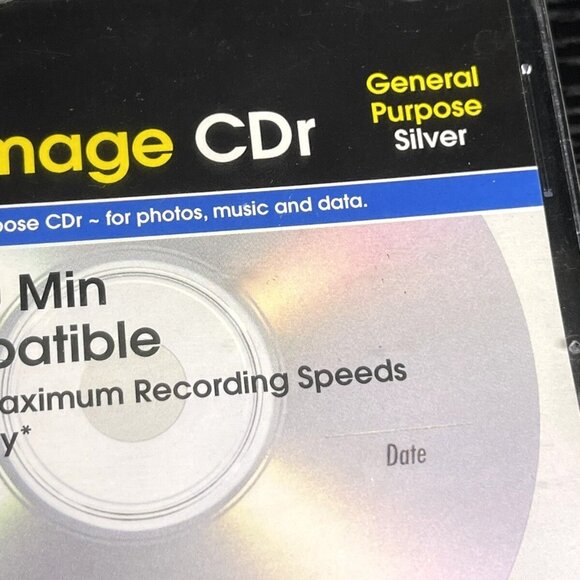 General
Purpose
Silver
mage CDr
pose CDr ~ for photos, music and data.
Min
patible
aximum Recording Speeds
y*
Date